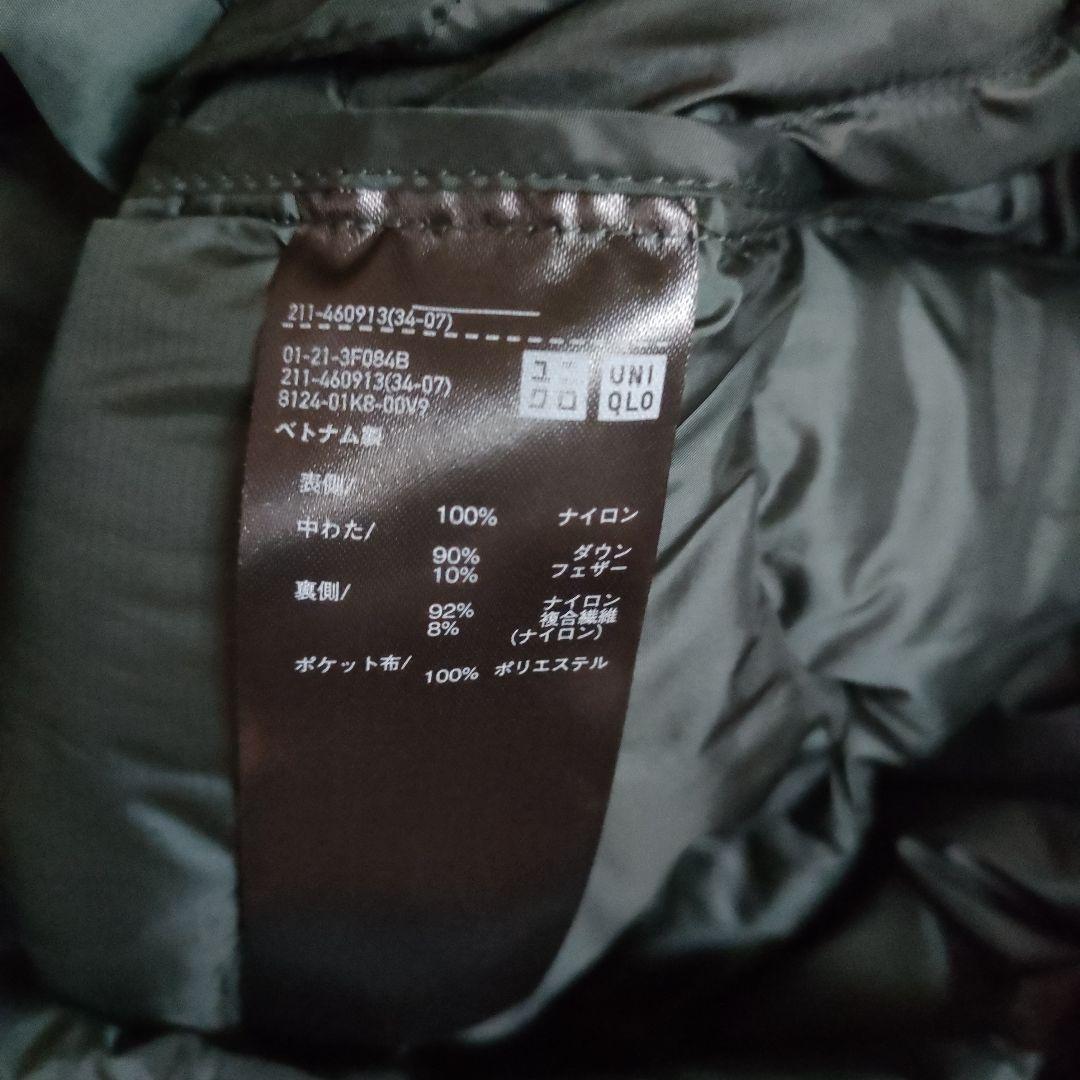 211-460913(34-07)
01-21-3F084B
211-460913(34-07)
8124-01K8-00V9
ユニ
クロ
UNI
QLO
ベトナム製
表側/
100% ナイロン
中わた/
90% ダウン
10% フェザー
裏側/
92% ナイロン
8% 複合繊維
(ナイロン)
ポケット布/
100% ポリエステル